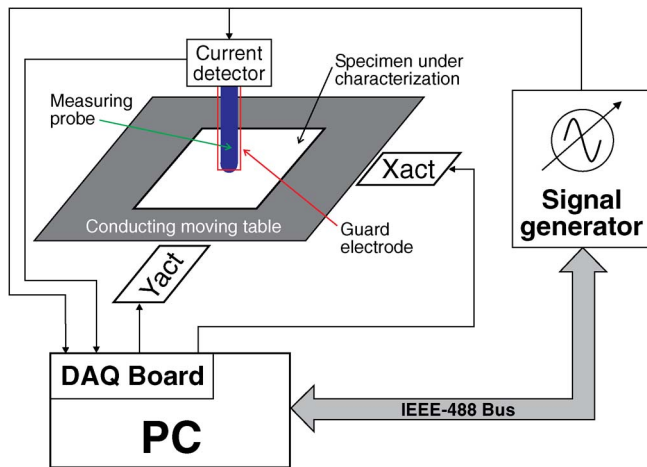 Current
detector
Specimen under
characterization
Measuring
probe
Signal
generator
Xact
Conducting moving table
Guard
electrode
Yact
DAQ Board
PC
IEEE-488 Bus